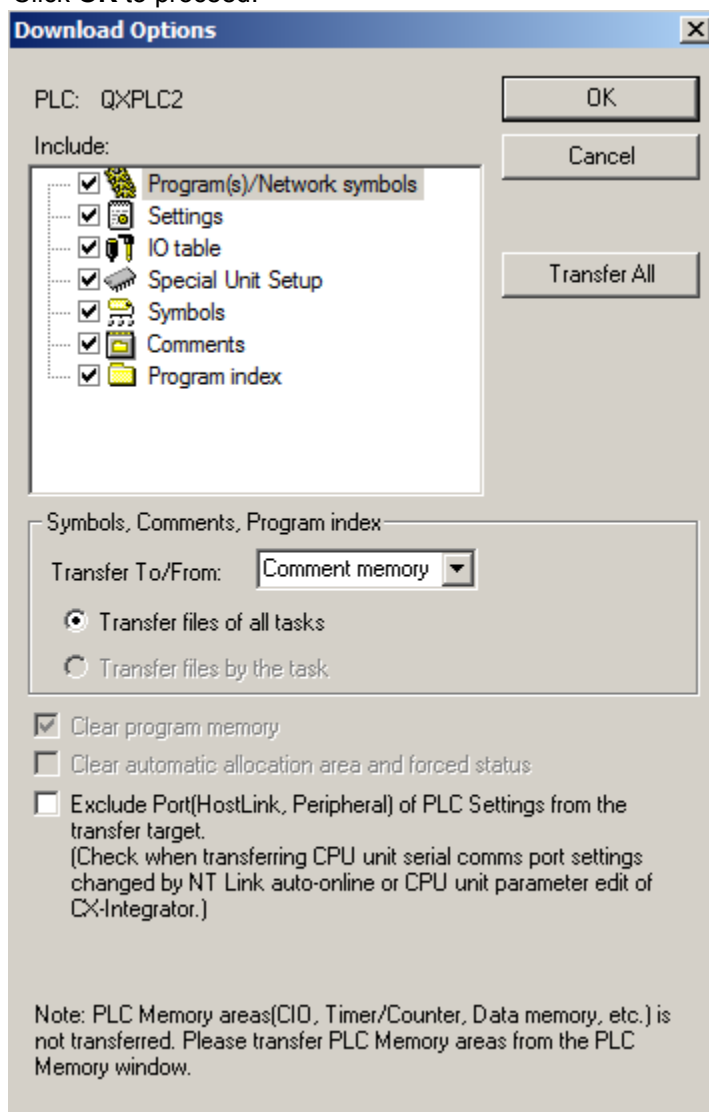 Click OK to proceed.
Download Options
PLC: QXPLC2
OK
Include:
Cancel
Program(s)/Network symbols
Settings
IO table
Special Unit Setup
Transfer All
Symbols
Comments
Program index
Symbols, Comments, Program index
Transfer To/From: Comment memory
Transfer files of all tasks
Transfer files by the task
Clear program memory
Clear automatic allocation area and forced status
Exclude Port(HostLink, Peripheral) of PLC Settings from the
transfer target.
(Check when transferring CPU unit serial comms port settings
changed by NT Link auto-online or CPU unit parameter edit of
CX-Integrator.)
Note: PLC Memory areas(CIO, Timer/Counter, Data memory, etc.) is
not transferred. Please transfer PLC Memory areas from the PLC
Memory window.